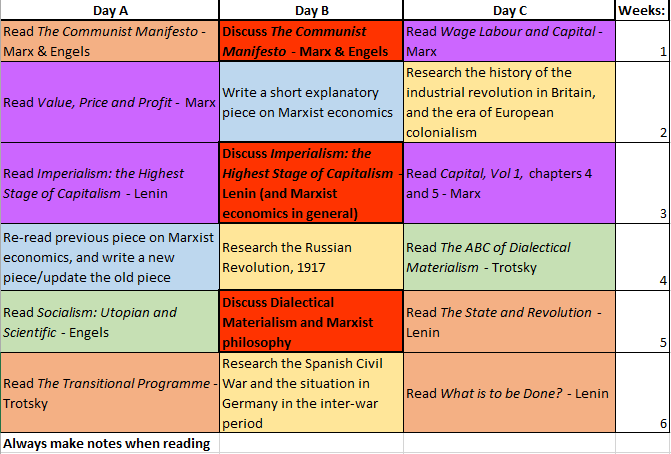 Day A
Day B
Day C
Weeks:
Read The Communist Manifesto -
Marx & Engels
Discuss The Communist
Manifesto - Marx & Engels
Read Wage Labour and Capital -
Marx
1
Read Value, Price and Profit - Marx
Write a short explanatory
piece on Marxist economics
Research the history of the
industrial revolution in Britain,
and the era of European
colonialism
2
Read Imperialism: the Highest
Stage of Capitalism - Lenin
Discuss Imperialism: the
Highest Stage of Capitalism -
Lenin (and Marxist
economics in general)
Read Capital, Vol 1, chapters 4
and 5 - Marx
3
Re-read previous piece on Marxist
economics, and write a new
piece/update the old piece
Research the Russian
Revolution, 1917
Read The ABC of Dialectical
Materialism - Trotsky
4
Read Socialism: Utopian and
Scientific - Engels
Discuss Dialectical
Materialism and Marxist
philosophy
Read The State and Revolution -
Lenin
5
Read The Transitional Programme -
Trotsky
Research the Spanish Civil
War and the situation in
Germany in the inter-war
period
Read What is to be Done? - Lenin
6
Always make notes when reading